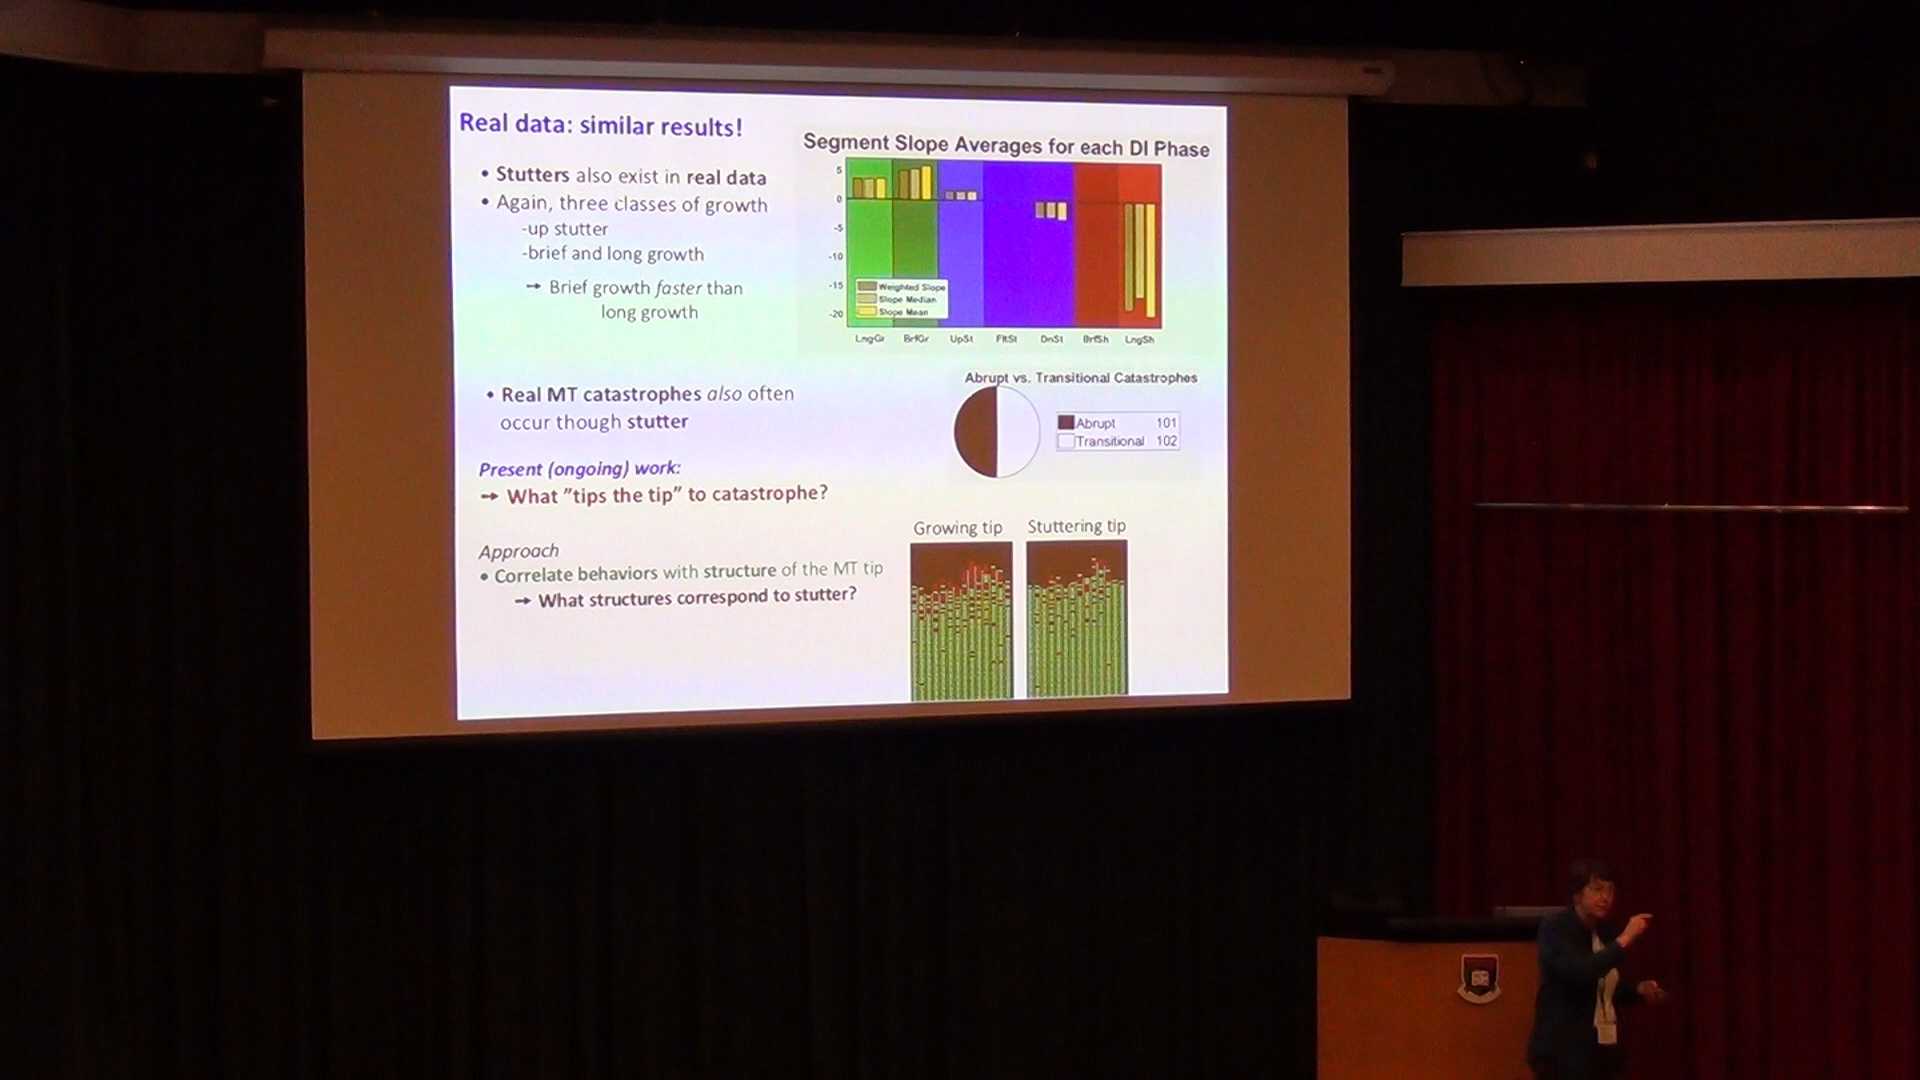 Real data: similar results!
• Stutters also exist in real data
• Again, three classes of growth
-up stutter
-brief and long growth
→ Brief growth faster than
long growth
Segment Slope Averages for each DI Phase
5
0
-5
-10
-15
-20
Weighted Slope
Slope Median
Slope Mean
LngGr BrfGr UpSt FltSt DnSt BrfSh LngSh
• Real MT catastrophes also often
occur though stutter
Abrupt vs. Transitional Catastrophes
Abrupt 101
Transitional 102
Present (ongoing) work:
→ What ”tips the tip” to catastrophe?
Growing tip Stuttering tip
Approach
• Correlate behaviors with structure of the MT tip
→ What structures correspond to stutter?